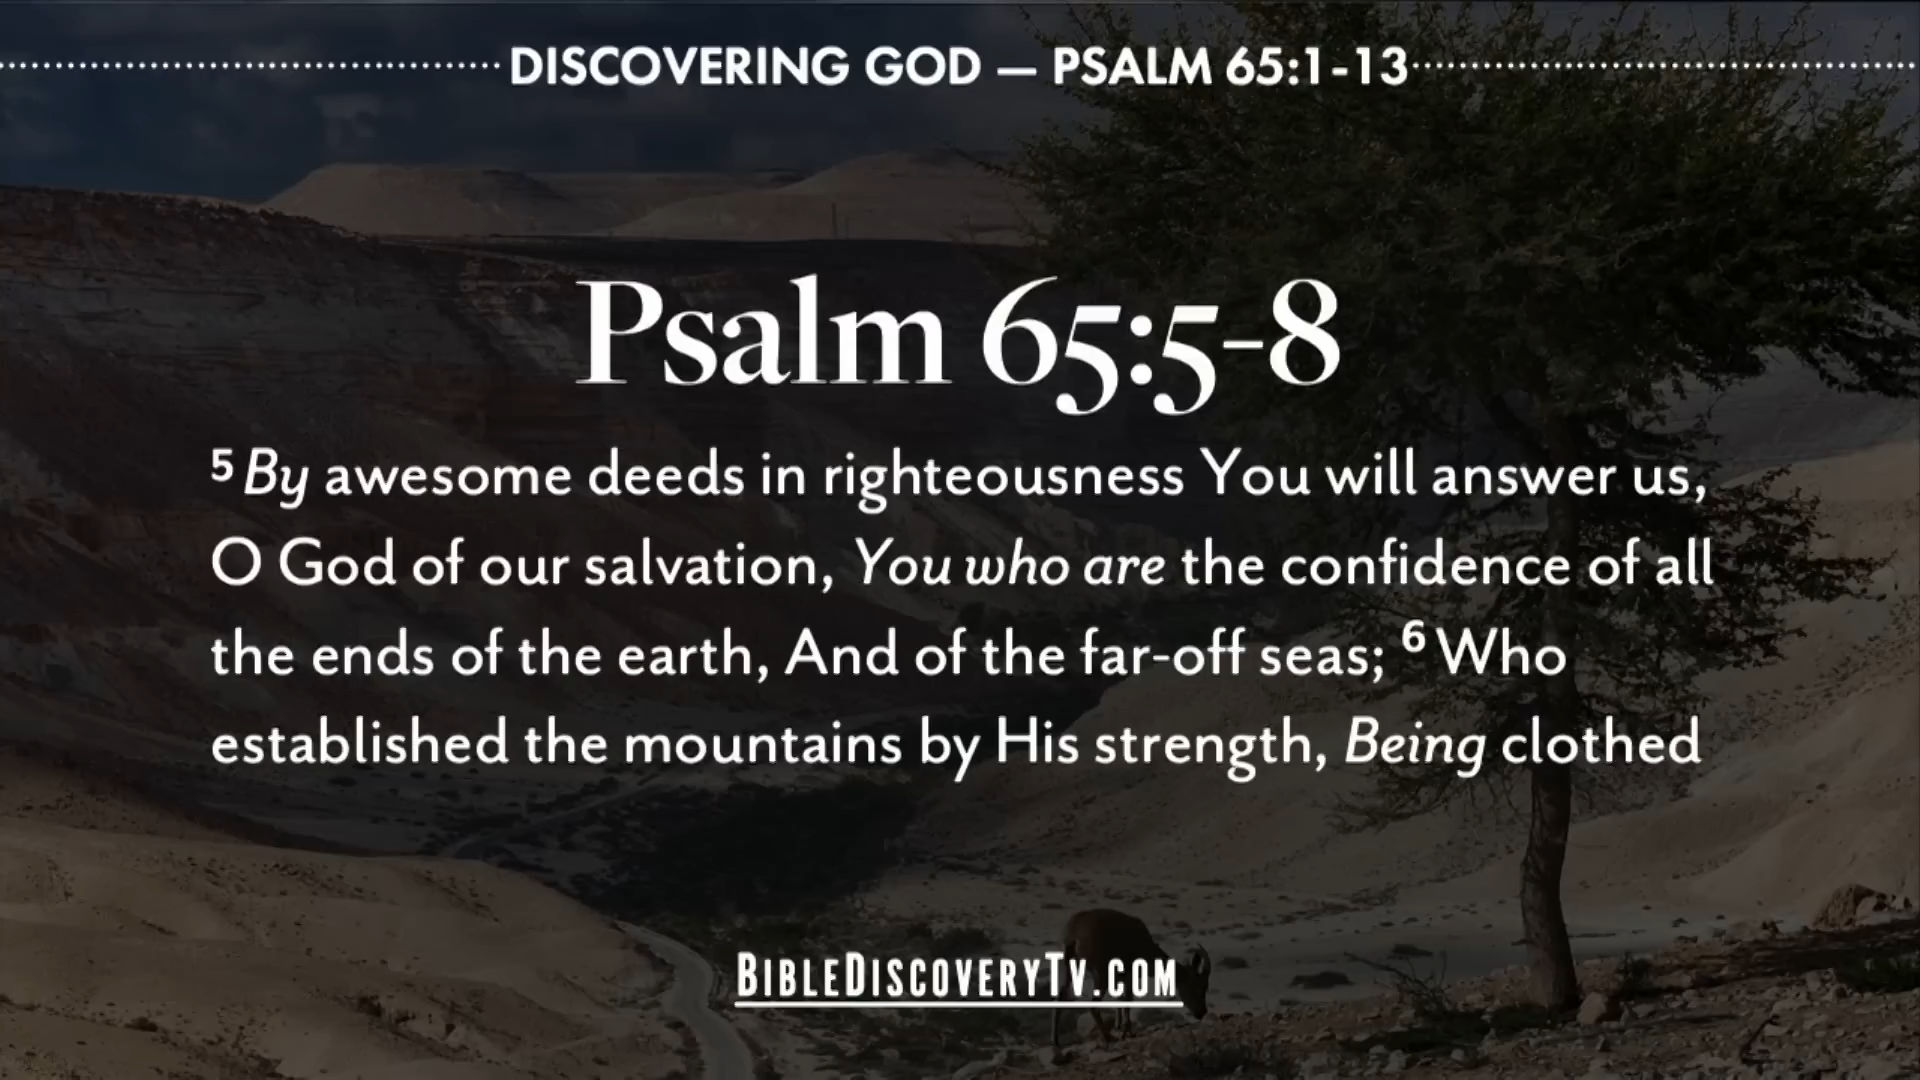 DISCOVERING GOD — PSALM 65:1-13
Psalm 65:5-8
5 By awesome deeds in righteousness You will answer us,
O God of our salvation, You who are the confidence of all
the ends of the earth, And of the far-off seas; 6 Who
established the mountains by His strength, Being clothed
BIBLEDISCOVERYTV.COM